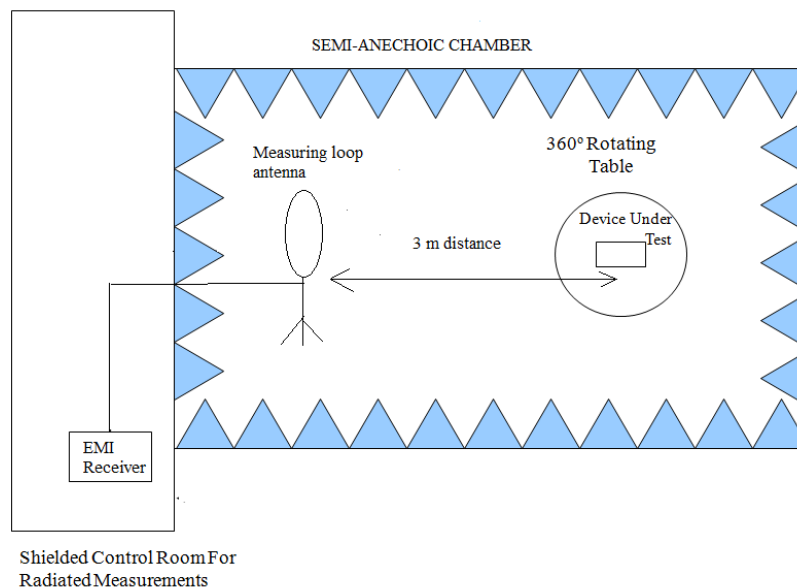 SEMI-ANECHOIC CHAMBER
Measuring loop
antenna
360° Rotating
Table
Device Under
Test
3 m distance
EMI
Receiver
Shielded Control Room For
Radiated Measurements